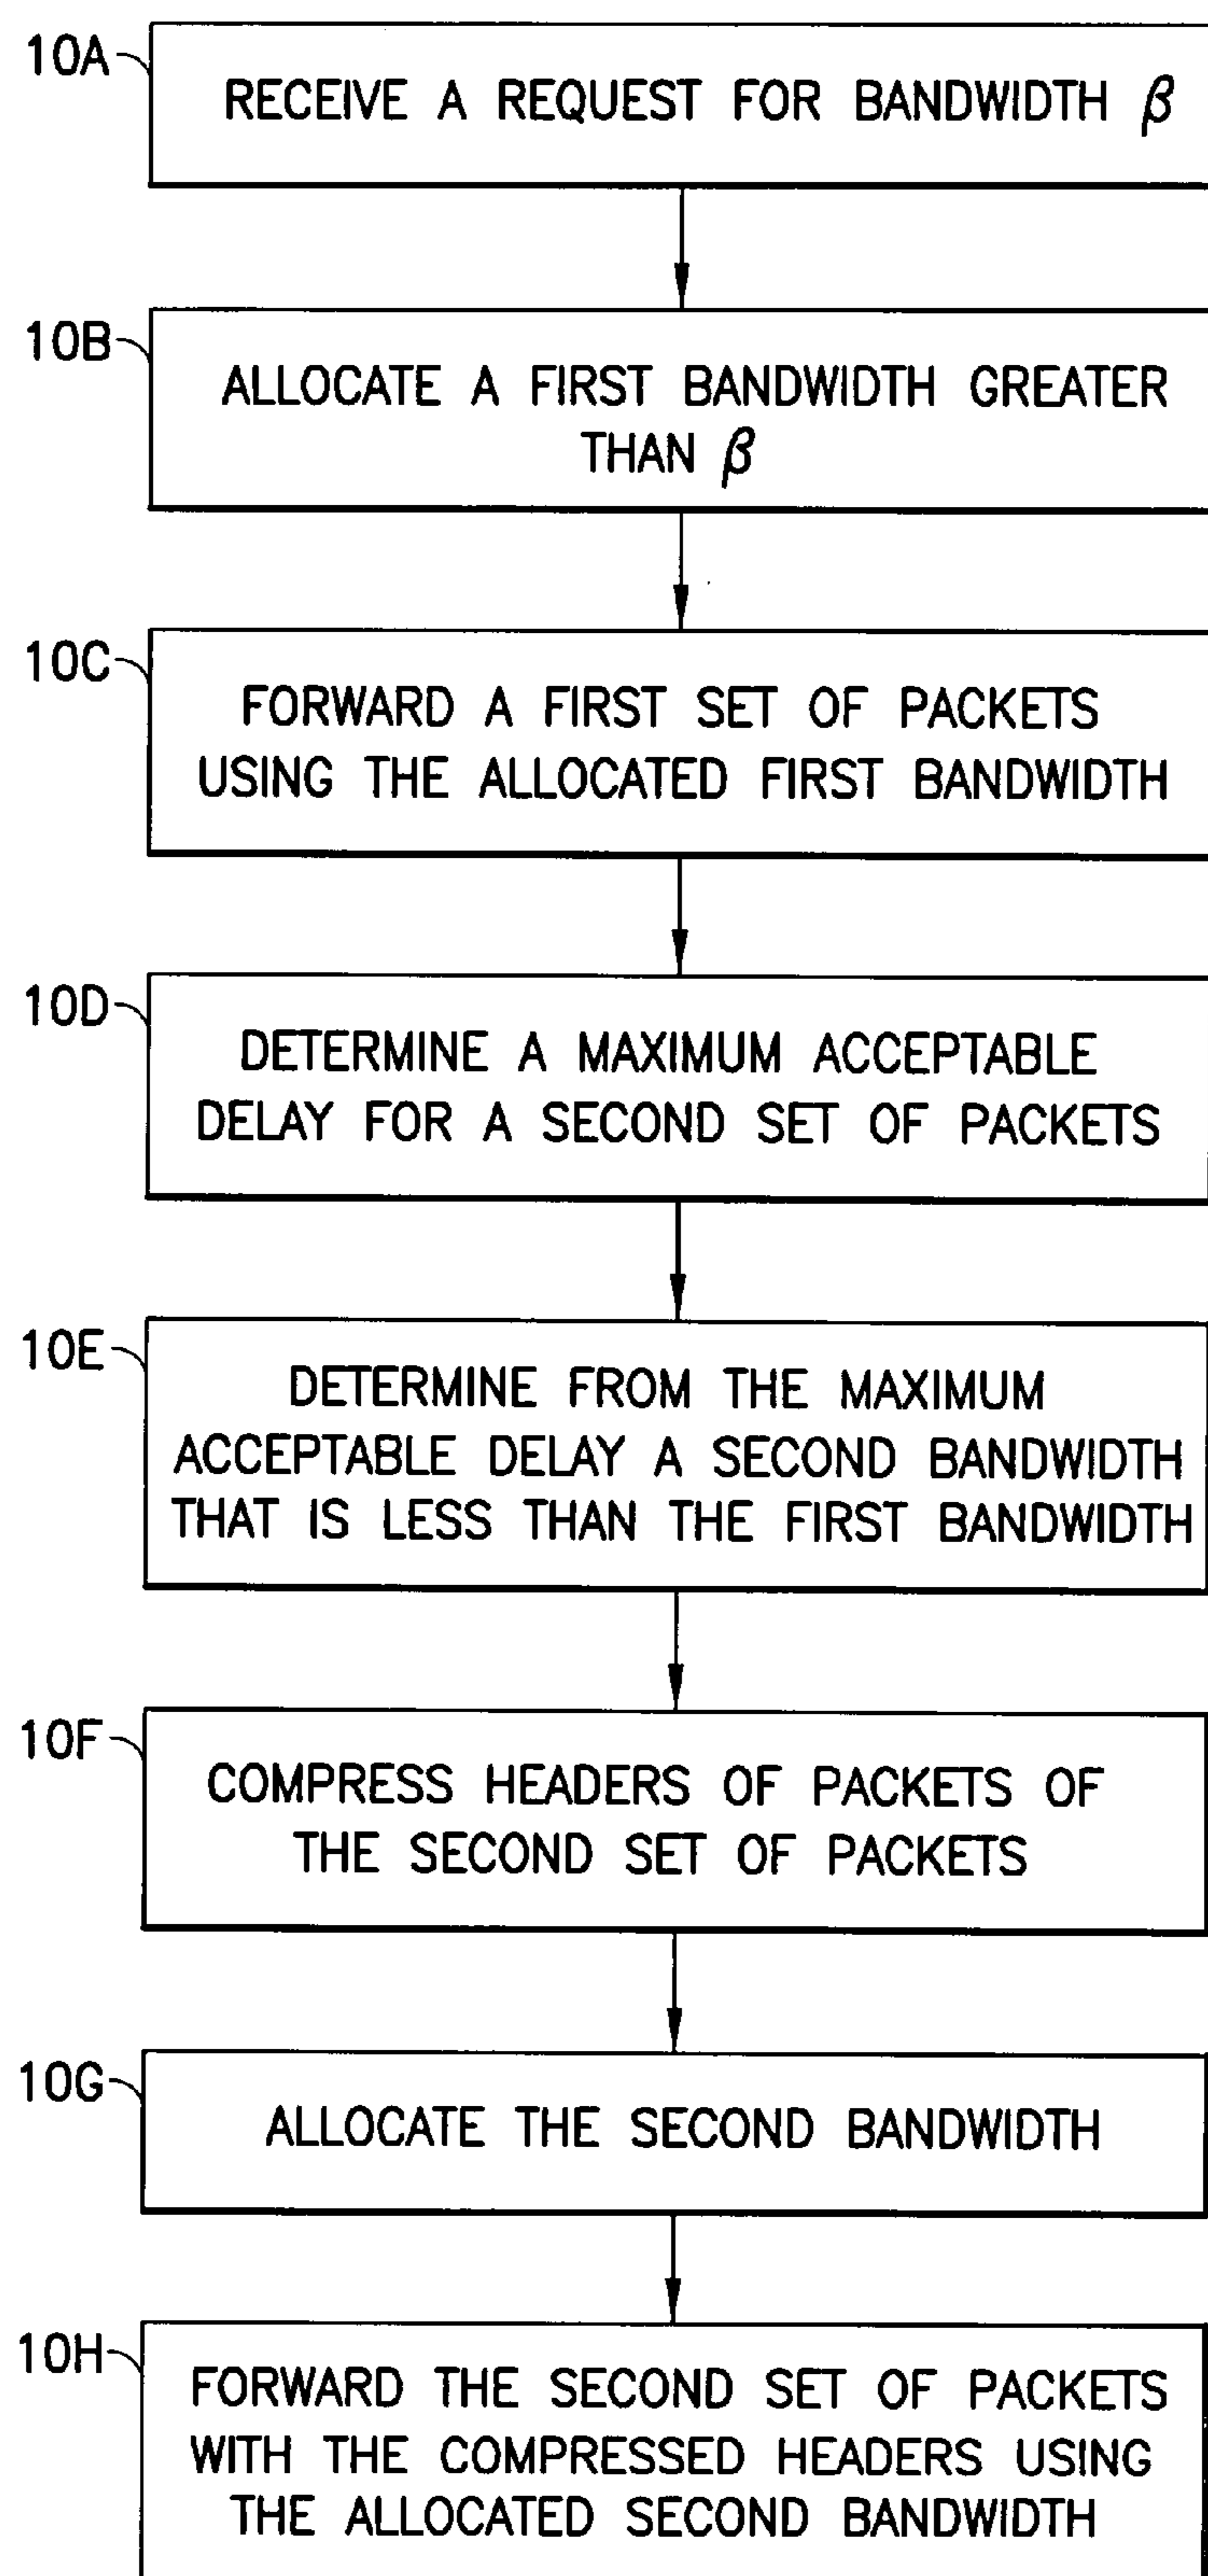 10A
RECEIVE A REQUEST FOR BANDWIDTH β
10B
ALLOCATE A FIRST BANDWIDTH GREATER
THAN β
10C
FORWARD A FIRST SET OF PACKETS
USING THE ALLOCATED FIRST BANDWIDTH
10D
DETERMINE A MAXIMUM ACCEPTABLE
DELAY FOR A SECOND SET OF PACKETS
10E
DETERMINE FROM THE MAXIMUM
ACCEPTABLE DELAY A SECOND BANDWIDTH
THAT IS LESS THAN THE FIRST BANDWIDTH
10F
COMPRESS HEADERS OF PACKETS OF
THE SECOND SET OF PACKETS
10G
ALLOCATE THE SECOND BANDWIDTH
10H
FORWARD THE SECOND SET OF PACKETS
WITH THE COMPRESSED HEADERS USING
THE ALLOCATED SECOND BANDWIDTH